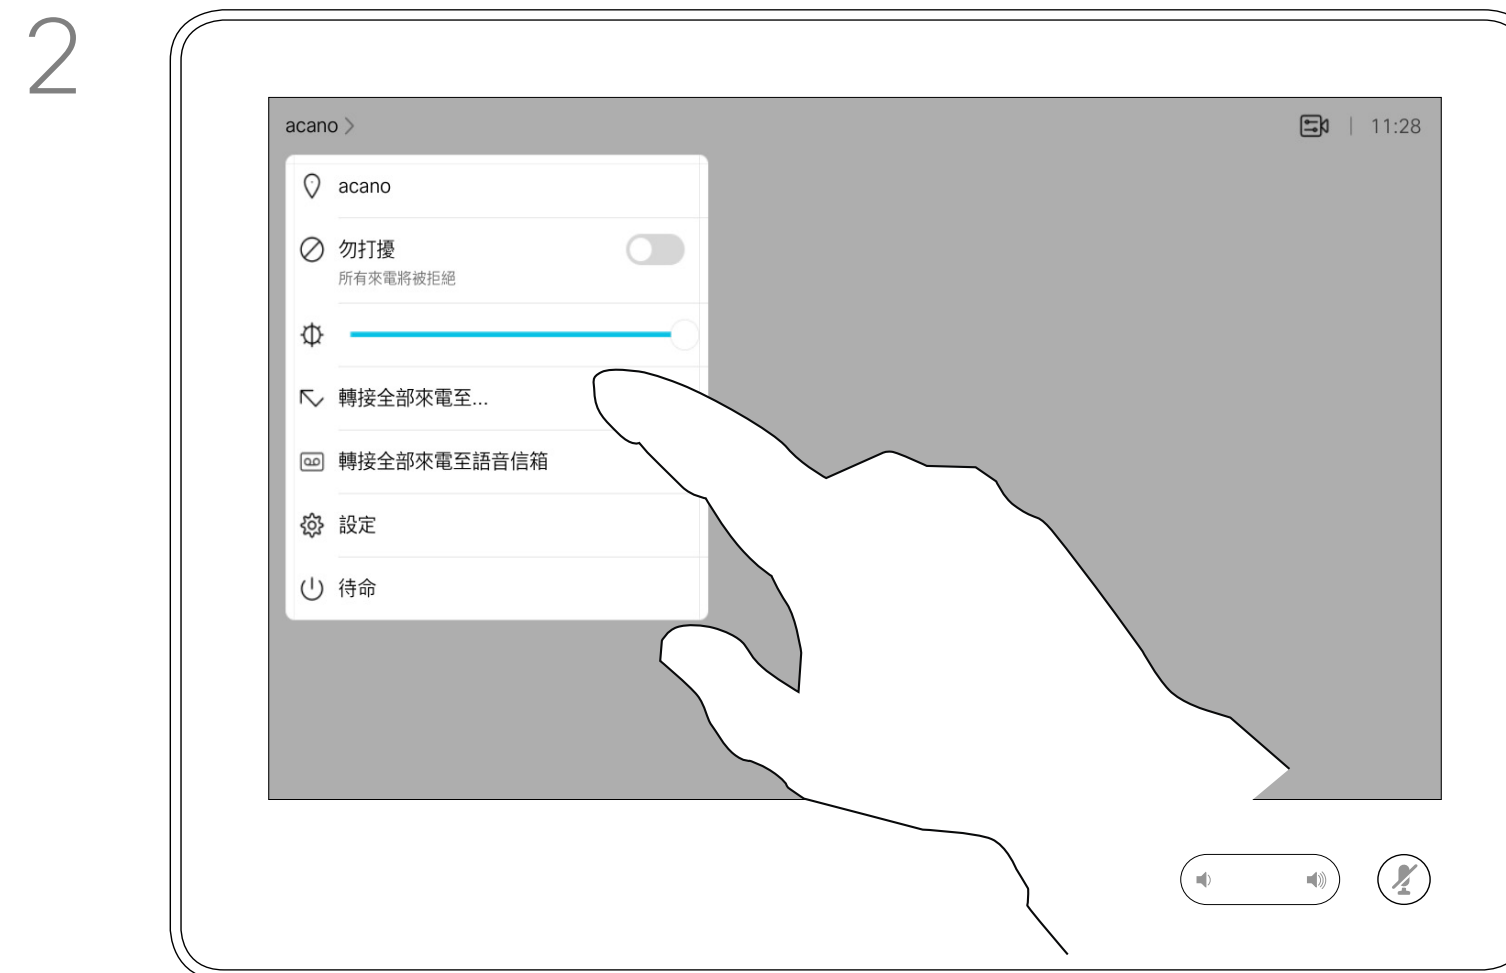 2
acano >
11:28
acano
勿打擾
所有來電將被拒絕
轉接全部來電至...
轉接全部來電至語音信箱
設定
待命